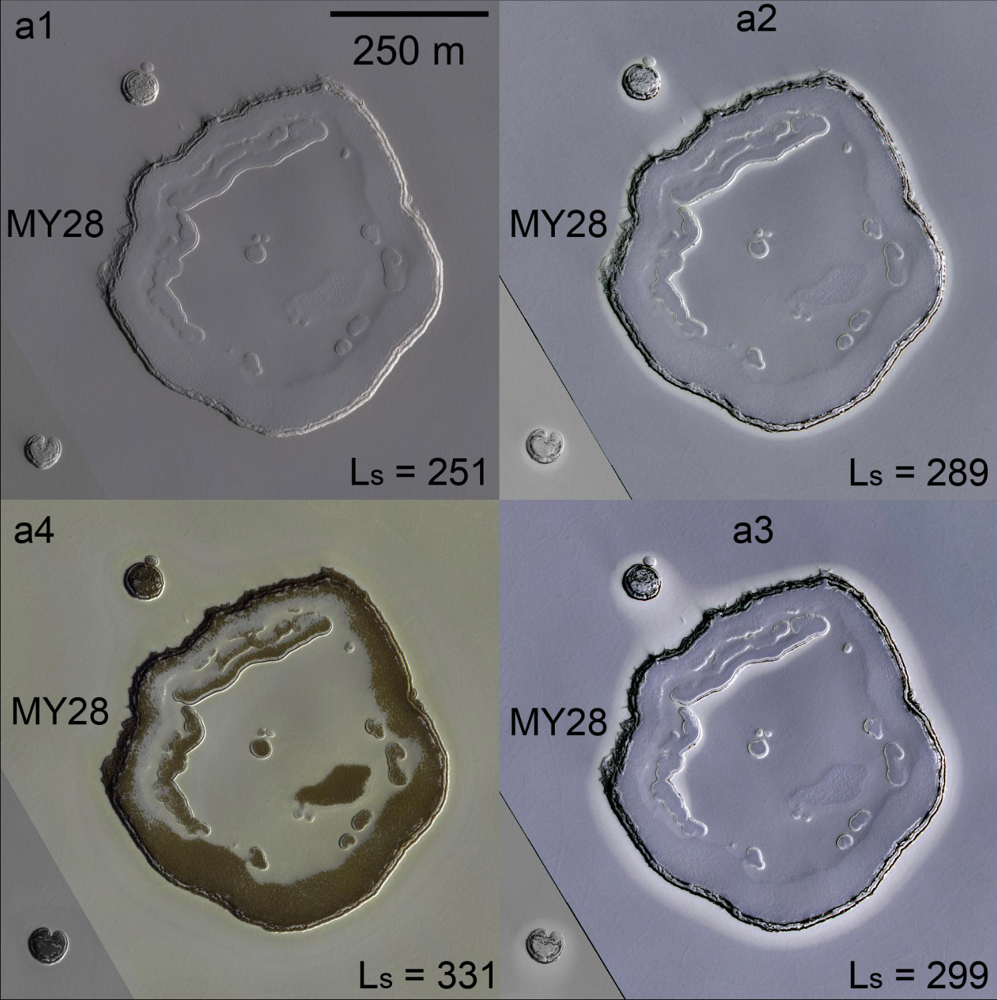 a1
250 m
MY28
Ls = 251
a2
MY28
Ls = 289
a4
MY28
Ls = 331
a3
MY28
Ls = 299